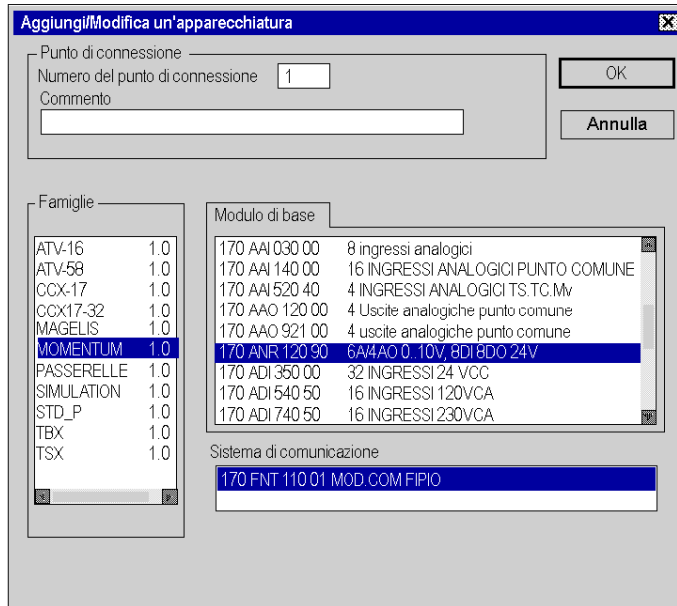 Aggiungi/Modifica un'apparecchiatura
Punto di connessione
Numero del punto di connessione 1
OK
Commento
Annulla
Famiglie
Modulo di base
ATV-16 1.0
ATV-58 1.0
CCX-17 1.0
CCX17-32 1.0
MAGELIS 1.0
MOMENTUM 1.0
PASSERELLE 1.0
SIMULATION 1.0
STD_P 1.0
TBX 1.0
TSX 1.0
170 AAI 030 00 8 ingressi analogici
170 AAI 140 00 16 INGRESSI ANALOGICI PUNTO COMUNE
170 AAI 520 40 4 INGRESSI ANALOGICI TS.TC.Mv
170 AAO 120 00 4 Uscite analogiche punto comune
170 AAO 921 00 4 uscite analogiche punto comune
170 ANR 120 90 6A/4AO 0..10V, 8DI 8DO 24V
170 ADI 350 00 32 INGRESSI 24 VCC
170 ADI 540 50 16 INGRESSI 120VCA
170 ADI 740 50 16 INGRESSI 230VCA
Sistema di comunicazione
170 FNT 110 01 MOD.COM FIPIO